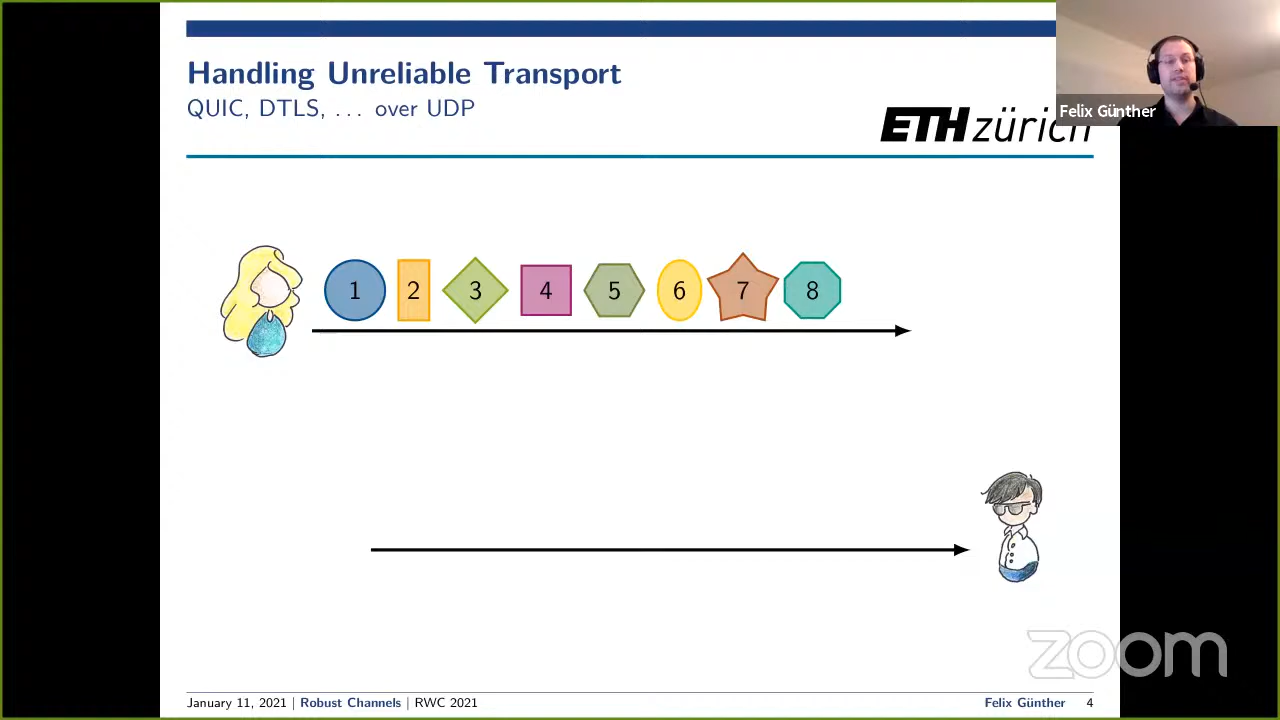 Handling Unreliable Transport
QUIC, DTLS, ... over UDP
ETH zürich
Felix Günther
1 2 3 4 5 6 7 8
zoom
January 11, 2021 | Robust Channels | RWC 2021
Felix Günther 4